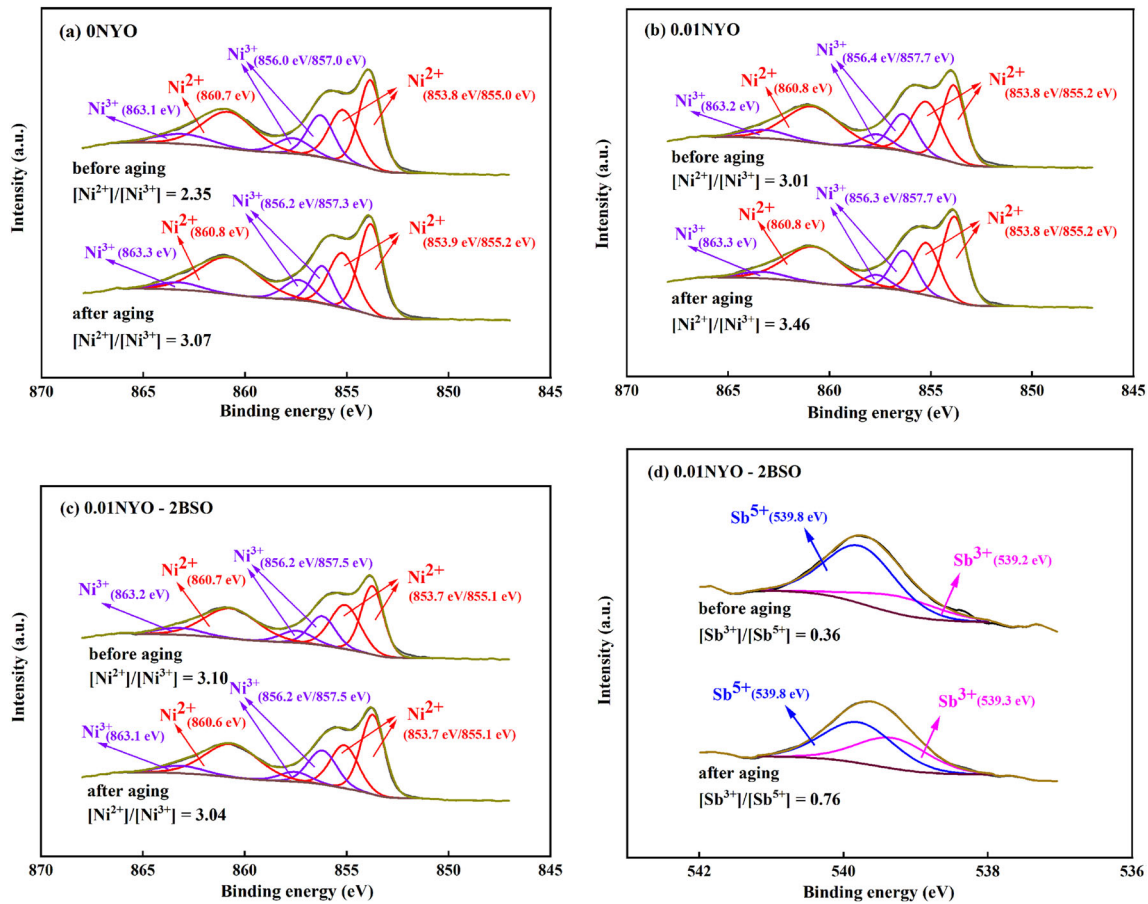 (a) 0NYO
Ni³⁺ (856.0 eV/857.0 eV)
Ni²⁺ (860.7 eV)
Ni³⁺ (863.1 eV)
Ni²⁺ (853.8 eV/855.0 eV)
before aging
[Ni²⁺]/[Ni³⁺] = 2.35
Ni³⁺ (856.2 eV/857.3 eV)
Ni²⁺ (860.8 eV)
Ni³⁺ (863.3 eV)
Ni²⁺ (853.9 eV/855.2 eV)
after aging
[Ni²⁺]/[Ni³⁺] = 3.07
Intensity (a.u.)
870 865 860 855 850 845
Binding energy (eV)
(b) 0.01NYO
Ni³⁺ (856.4 eV/857.7 eV)
Ni²⁺ (860.8 eV)
Ni³⁺ (863.2 eV)
Ni²⁺ (853.8 eV/855.2 eV)
before aging
[Ni²⁺]/[Ni³⁺] = 3.01
Ni³⁺ (856.3 eV/857.7 eV)
Ni²⁺ (860.8 eV)
Ni³⁺ (863.3 eV)
Ni²⁺ (853.8 eV/855.2 eV)
after aging
[Ni²⁺]/[Ni³⁺] = 3.46
Intensity (a.u.)
870 865 860 855 850 845
Binding energy (eV)
(c) 0.01NYO - 2BSO
Ni³⁺ (856.2 eV/857.5 eV)
Ni²⁺ (860.7 eV)
Ni³⁺ (863.2 eV)
Ni²⁺ (853.7 eV/855.1 eV)
before aging
[Ni²⁺]/[Ni³⁺] = 3.10
Ni³⁺ (856.2 eV/857.5 eV)
Ni²⁺ (860.6 eV)
Ni³⁺ (863.1 eV)
Ni²⁺ (853.7 eV/855.1 eV)
after aging
[Ni²⁺]/[Ni³⁺] = 3.04
Intensity (a.u.)
870 865 860 855 850 845
Binding energy (eV)
(d) 0.01NYO - 2BSO
Sb⁵⁺ (539.8 eV)
Sb³⁺ (539.2 eV)
before aging
[Sb³⁺]/[Sb⁵⁺] = 0.36
Sb⁵⁺ (539.8 eV)
Sb³⁺ (539.3 eV)
after aging
[Sb³⁺]/[Sb⁵⁺] = 0.76
Intensity (a.u.)
542 540 538 536
Binding energy (eV)